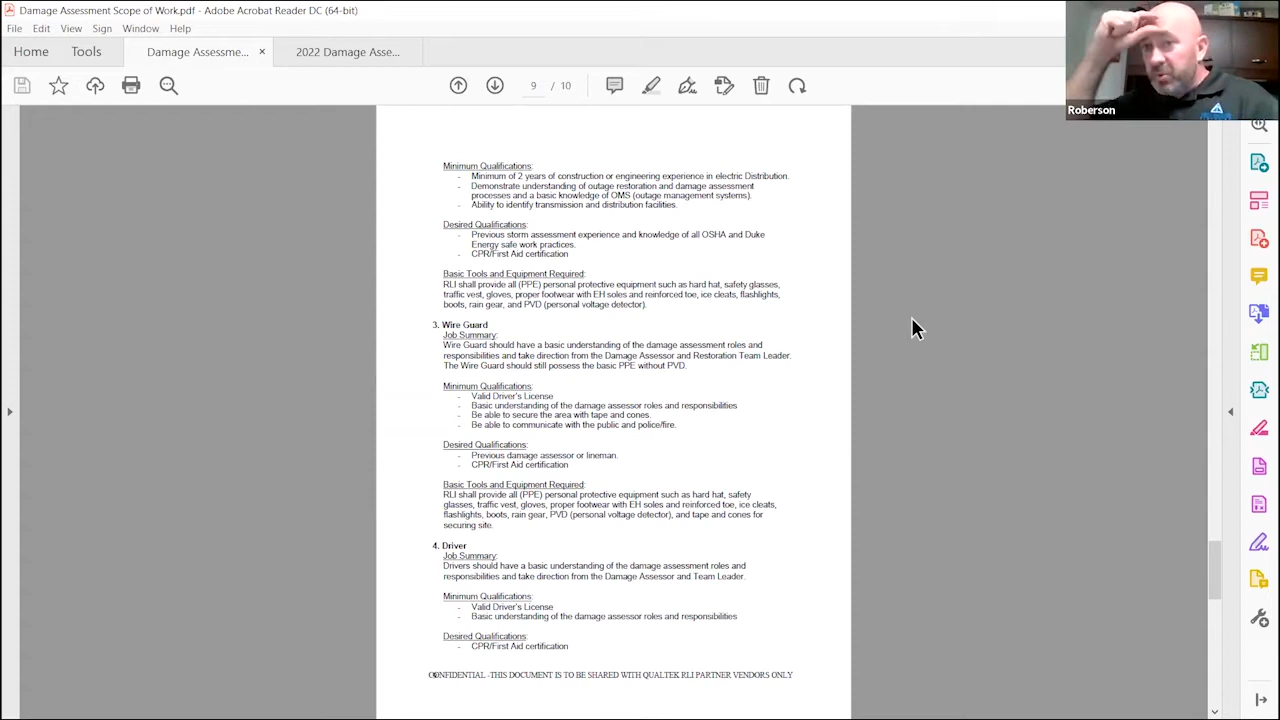 Damage Assessment Scope of Work.pdf - Adobe Acrobat Reader DC (64-bit)
File Edit View Sign Window Help
Home Tools Damage Assessme... × 2022 Damage Asse...
9 / 10
Roberson
Minimum Qualifications:
- Minimum of 2 years of construction or engineering experience in electric Distribution.
- Demonstrate understanding of outage restoration and damage assessment
processes and a basic knowledge of OMS (outage management systems).
- Ability to identify transmission and distribution facilities.
Desired Qualifications:
- Previous storm assessment experience and knowledge of all OSHA and Duke
Energy safe work practices.
- CPR/First Aid certification
Basic Tools and Equipment Required:
RLI shall provide all (PPE) personal protective equipment such as hard hat, safety glasses,
traffic vest, gloves, proper footwear with EH soles and reinforced toe, ice cleats, flashlights,
boots, rain gear, and PVD (personal voltage detector).
3. Wire Guard
Job Summary:
Wire Guard should have a basic understanding of the damage assessment roles and
responsibilities and take direction from the Damage Assessor and Restoration Team Leader.
The Wire Guard should still possess the basic PPE without PVD.
Minimum Qualifications:
- Valid Driver's License
- Basic understanding of the damage assessor roles and responsibilities
- Be able to secure the area with tape and cones.
- Be able to communicate with the public and police/fire.
Desired Qualifications:
- Previous damage assessor or lineman.
- CPR/First Aid certification
Basic Tools and Equipment Required:
RLI shall provide all (PPE) personal protective equipment such as hard hat, safety
glasses, traffic vest, gloves, proper footwear with EH soles and reinforced toe, ice cleats,
flashlights, boots, rain gear, PVD (personal voltage detector), and tape and cones for
securing site.
4. Driver
Job Summary:
Drivers should have a basic understanding of the damage assessment roles and
responsibilities and take direction from the Damage Assessor and Team Leader.
Minimum Qualifications:
- Valid Driver's License
- Basic understanding of the damage assessor roles and responsibilities
Desired Qualifications:
- CPR/First Aid certification
CONFIDENTIAL -THIS DOCUMENT IS TO BE SHARED WITH QUALTEK RLI PARTNER VENDORS ONLY